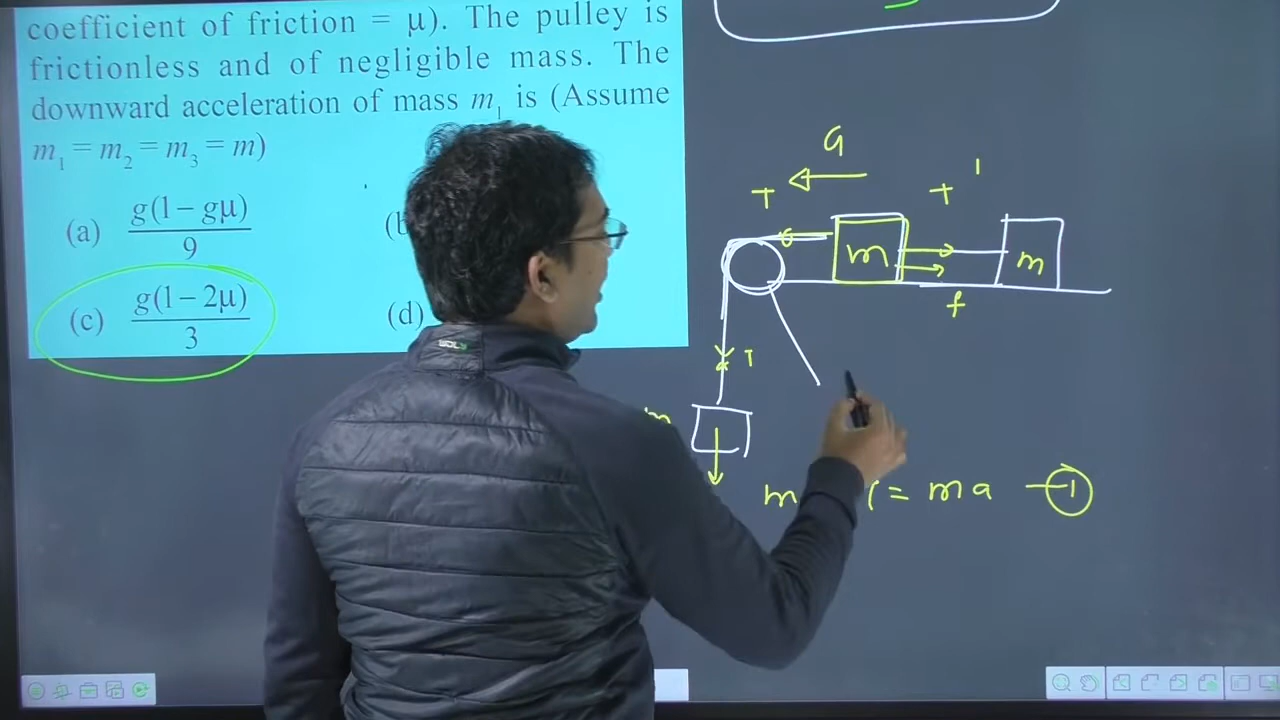 coefficient of friction = μ). The pulley is
frictionless and of negligible mass. The
downward acceleration of mass m₁ is (Assume
m₁ = m₂ = m₃ = m)
(a) g(1 – gμ)/9
(c) g(1 – 2μ)/3
(d)
a
T
T'
m
m
f
T
m
= ma —①